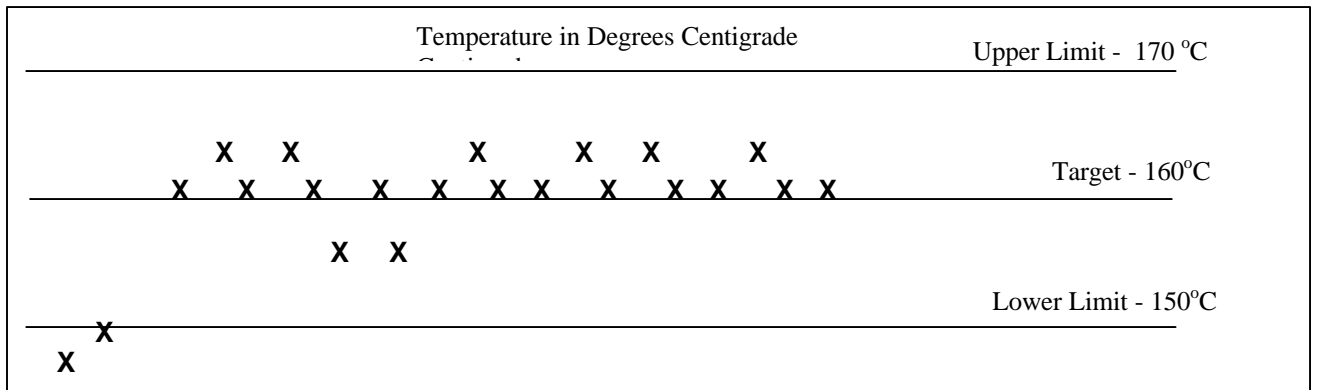 Temperature in Degrees Centigrade
Upper Limit - 170 °C
X X X X X X
Target - 160°C
X X X X X X X X X X X X
X X
Lower Limit - 150°C
X
X